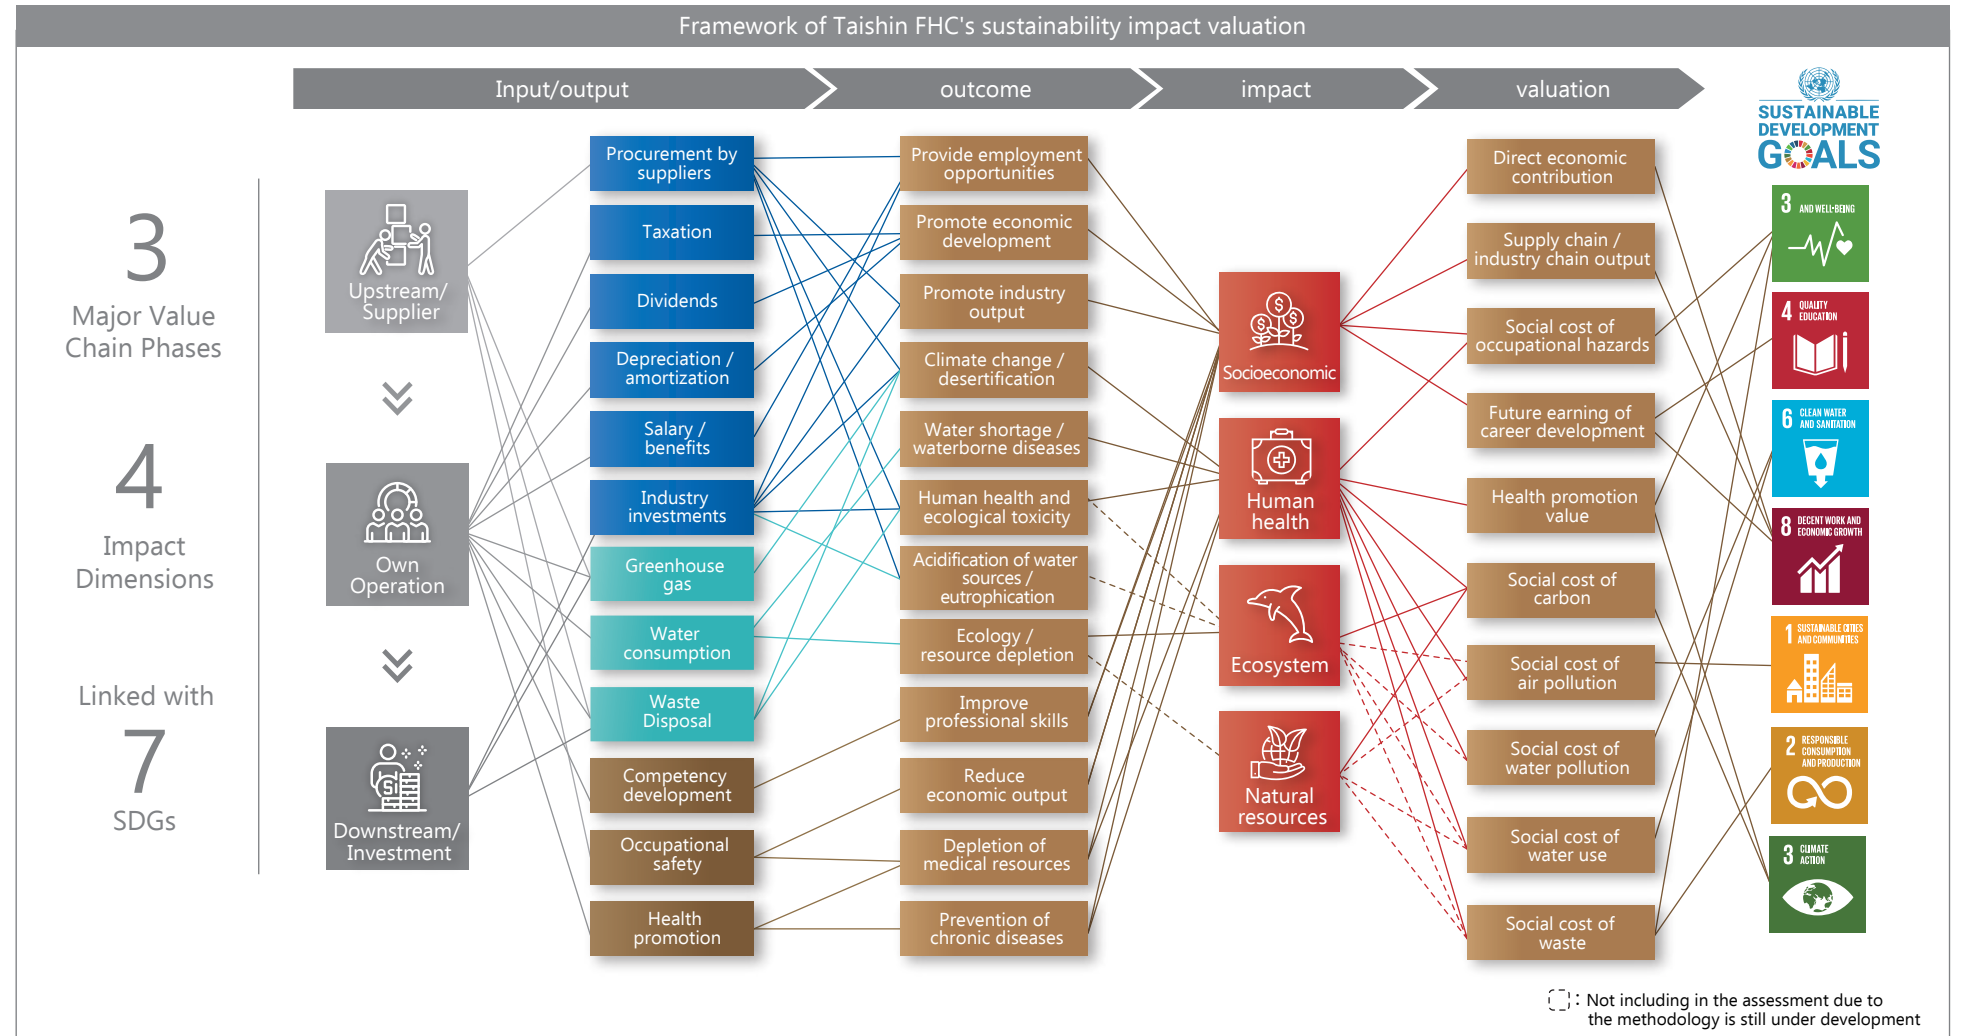 Framework of Taishin FHC's sustainability impact valuation
Input/output
outcome
impact
valuation
SUSTAINABLE
DEVELOPMENT
GOALS
3
Major Value
Chain Phases
4
Impact
Dimensions
Linked with
7
SDGs
Upstream/
Supplier
Own
Operation
Downstream/
Investment
Procurement by
suppliers
Taxation
Dividends
Depreciation /
amortization
Salary /
benefits
Industry
investments
Greenhouse
gas
Water
consumption
Waste
Disposal
Competency
development
Occupational
safety
Health
promotion
Provide employment
opportunities
Promote economic
development
Promote industry
output
Climate change /
desertification
Water shortage /
waterborne diseases
Human health and
ecological toxicity
Acidification of water
sources /
eutrophication
Ecology /
resource depletion
Improve
professional skills
Reduce
economic output
Depletion of
medical resources
Prevention of
chronic diseases
Socioeconomic
Human
health
Ecosystem
Natural
resources
Direct economic
contribution
Supply chain /
industry chain output
Social cost of
occupational hazards
Future earning of
career development
Health promotion
value
Social cost of
carbon
Social cost of
air pollution
Social cost of
water pollution
Social cost of
water use
Social cost of
waste
3 AND WELL-BEING
4 QUALITY
EDUCATION
6 CLEAN WATER
AND SANITATION
8 DECENT WORK AND
ECONOMIC GROWTH
1 SUSTAINABLE CITIES
AND COMMUNITIES
2 RESPONSIBLE
CONSUMPTION
AND PRODUCTION
3 CLIMATE
ACTION
: Not including in the assessment due to
the methodology is still under development